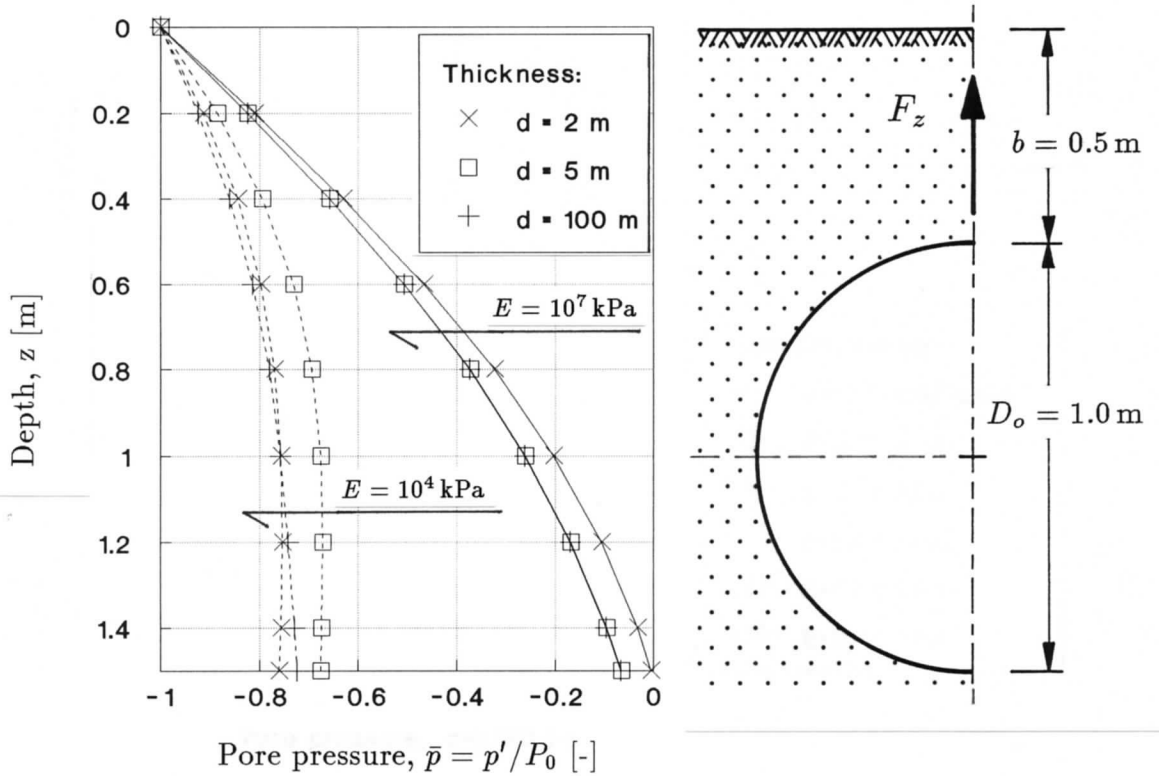 0
0.2
0.4
0.6
0.8
1
1.2
1.4
Depth, z [m]
Thickness:
d = 2 m
d = 5 m
d = 100 m
E = 10⁷ kPa
E = 10⁴ kPa
-1 -0.8 -0.6 -0.4 -0.2 0
Pore pressure, p̄ = p′/P₀ [-]
F_z
b = 0.5 m
D_o = 1.0 m